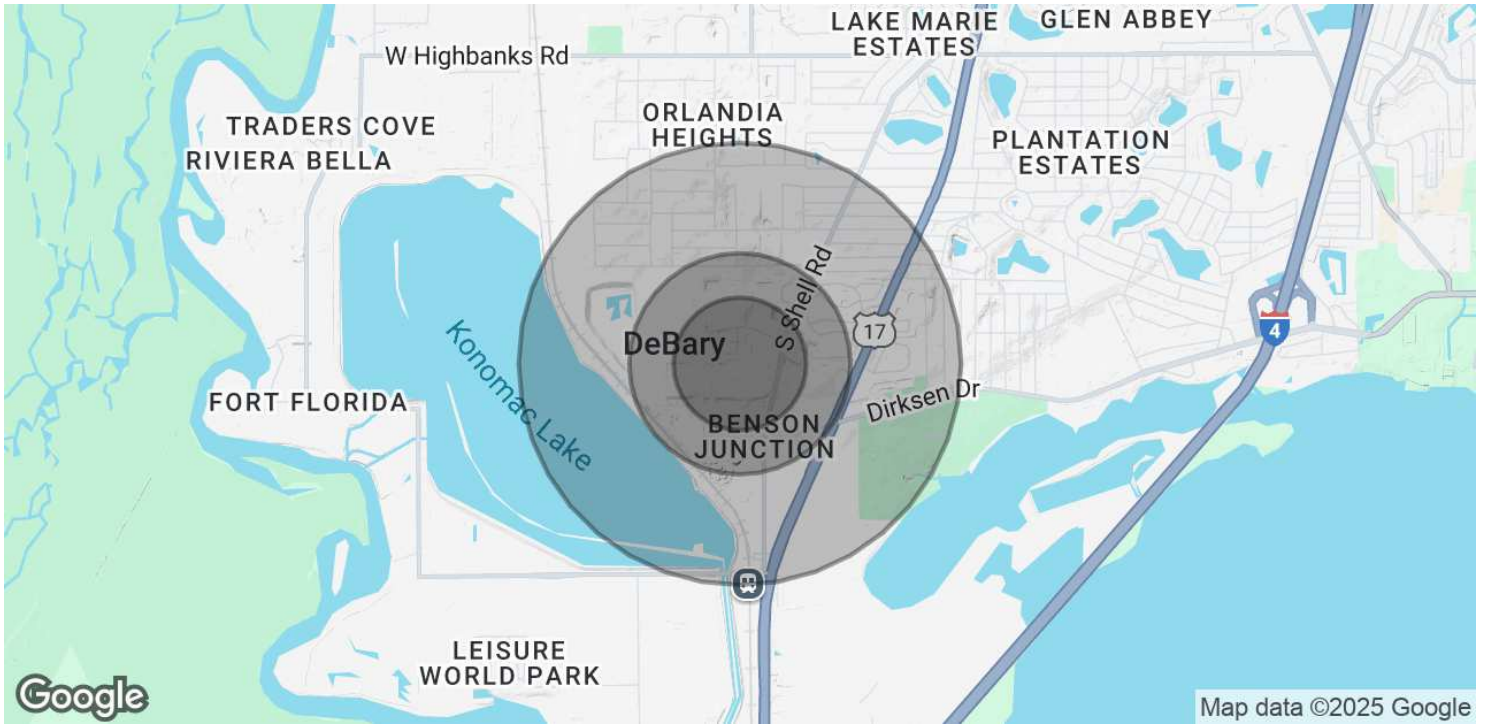 LAKE MARIE
ESTATES
GLEN ABBEY
W Highbanks Rd
ORLANDIA
HEIGHTS
TRADERS COVE
RIVIERA BELLA
PLANTATION
ESTATES
S Shell Rd
17
4
DeBary
Konomac Lake
FORT FLORIDA
Dirksen Dr
BENSON
JUNCTION
LEISURE
WORLD PARK
Google
Map data ©2025 Google